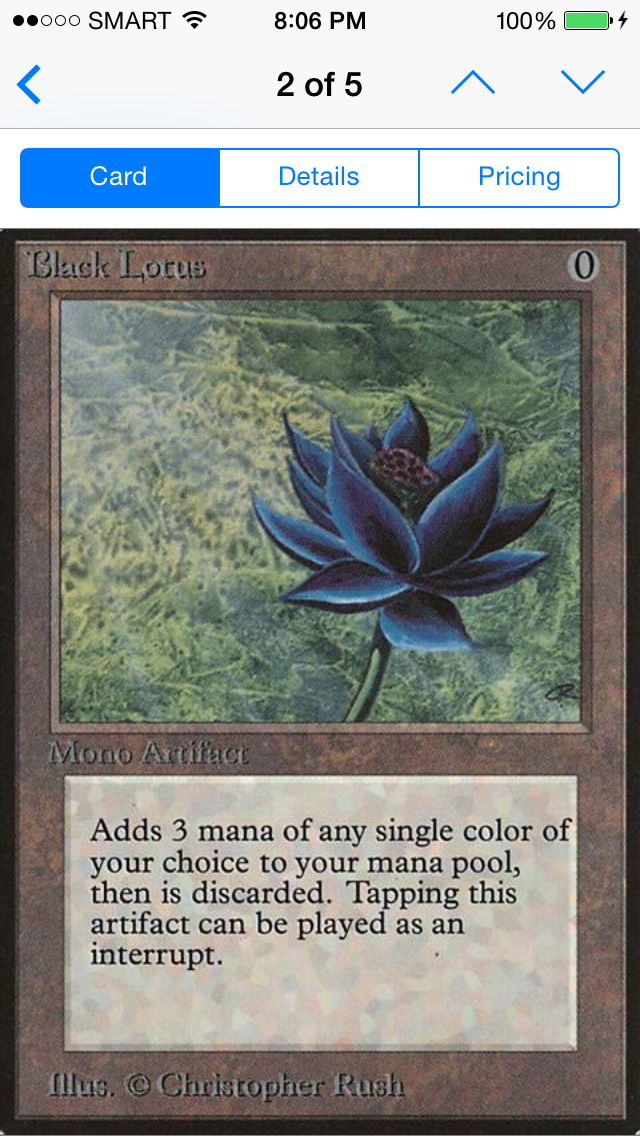 SMART 8:06 PM 100%
2 of 5
Card Details Pricing
Black Lotus 0
Mono Artifact
Adds 3 mana of any single color of
your choice to your mana pool,
then is discarded. Tapping this
artifact can be played as an
interrupt.
Illus. © Christopher Rush